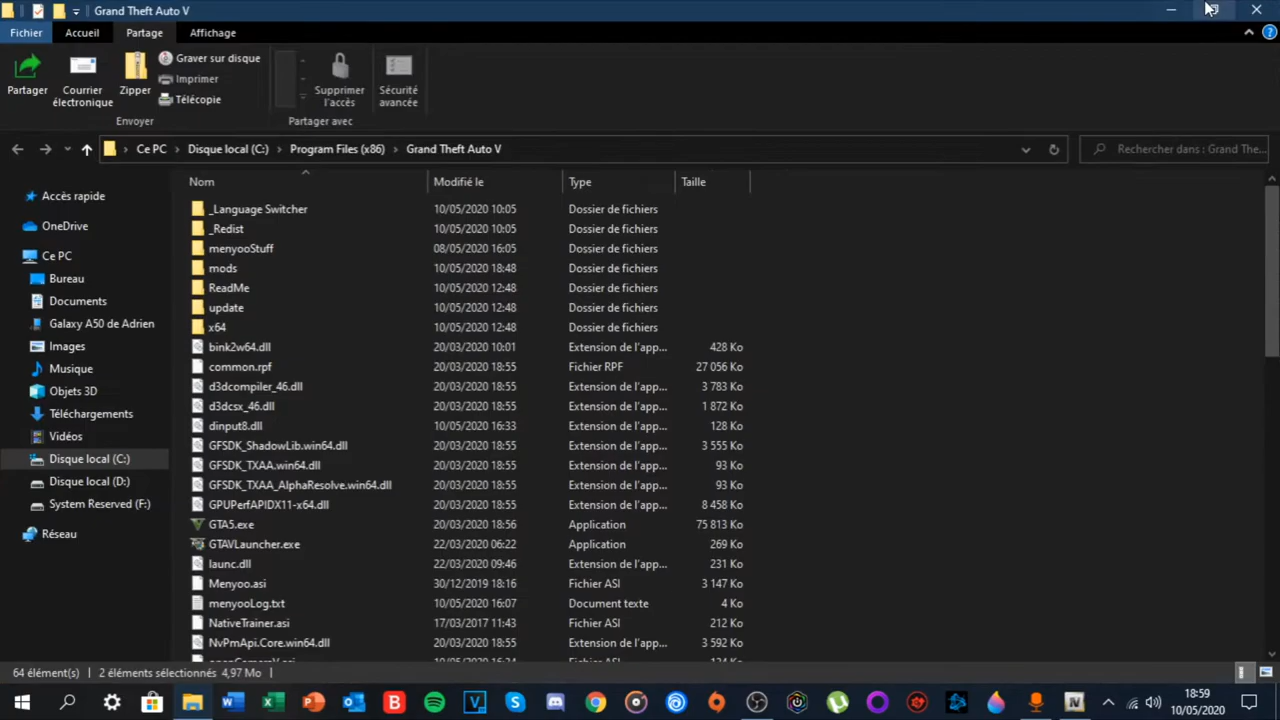 Grand Theft Auto V
Fichier Accueil Partage Affichage
Partager
Courrier
électronique
Zipper
Graver sur disque
Imprimer
Télécopie
Envoyer
Supprimer
l'accès
Partager avec
Sécurité
avancée
Ce PC > Disque local (C:) > Program Files (x86) > Grand Theft Auto V
Rechercher dans : Grand The...
Accès rapide
OneDrive
Ce PC
Bureau
Documents
Galaxy A50 de Adrien
Images
Musique
Objets 3D
Téléchargements
Vidéos
Disque local (C:)
Disque local (D:)
System Reserved (F:)
Réseau
Nom Modifié le Type Taille
_Language Switcher 10/05/2020 10:05 Dossier de fichiers
_Redist 10/05/2020 10:05 Dossier de fichiers
menyooStuff 08/05/2020 16:05 Dossier de fichiers
mods 10/05/2020 18:48 Dossier de fichiers
ReadMe 10/05/2020 12:48 Dossier de fichiers
update 10/05/2020 12:48 Dossier de fichiers
x64 10/05/2020 12:48 Dossier de fichiers
bink2w64.dll 20/03/2020 10:01 Extension de l'app... 428 Ko
common.rpf 20/03/2020 18:55 Fichier RPF 27 056 Ko
d3dcompiler_46.dll 20/03/2020 18:55 Extension de l'app... 3 783 Ko
d3dcsx_46.dll 20/03/2020 18:55 Extension de l'app... 1 872 Ko
dinput8.dll 10/05/2020 16:33 Extension de l'app... 128 Ko
GFSDK_ShadowLib.win64.dll 20/03/2020 18:55 Extension de l'app... 3 555 Ko
GFSDK_TXAA.win64.dll 20/03/2020 18:55 Extension de l'app... 93 Ko
GFSDK_TXAA_AlphaResolve.win64.dll 20/03/2020 18:55 Extension de l'app... 93 Ko
GPUPerfAPIDX11-x64.dll 20/03/2020 18:55 Extension de l'app... 8 458 Ko
GTA5.exe 20/03/2020 18:56 Application 75 813 Ko
GTAVLauncher.exe 22/03/2020 06:22 Application 269 Ko
launc.dll 22/03/2020 09:46 Extension de l'app... 231 Ko
Menyoo.asi 30/12/2019 18:16 Fichier ASI 3 147 Ko
menyooLog.txt 10/05/2020 16:07 Document texte 4 Ko
NativeTrainer.asi 17/03/2017 11:43 Fichier ASI 212 Ko
NvPmApi.Core.win64.dll 20/03/2020 18:55 Extension de l'app... 3 592 Ko
64 élément(s) 2 éléments sélectionnés 4,97 Mo
18:59
10/05/2020